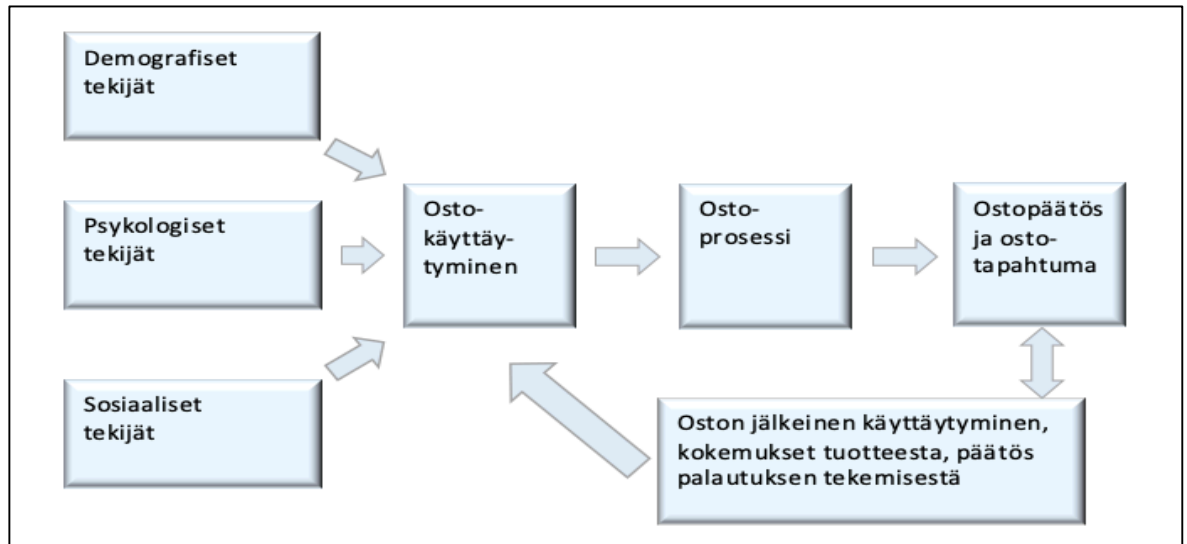 Demografiset
tekijät
Psykologiset
tekijät
Sosiaaliset
tekijät
Osto-
käyttäy-
tyminen
Osto-
prosessi
Ostopäätös
ja osto-
tapahtuma
Oston jälkeinen käyttäytyminen,
kokemukset tuotteesta, päätös
palautuksen tekemisestä